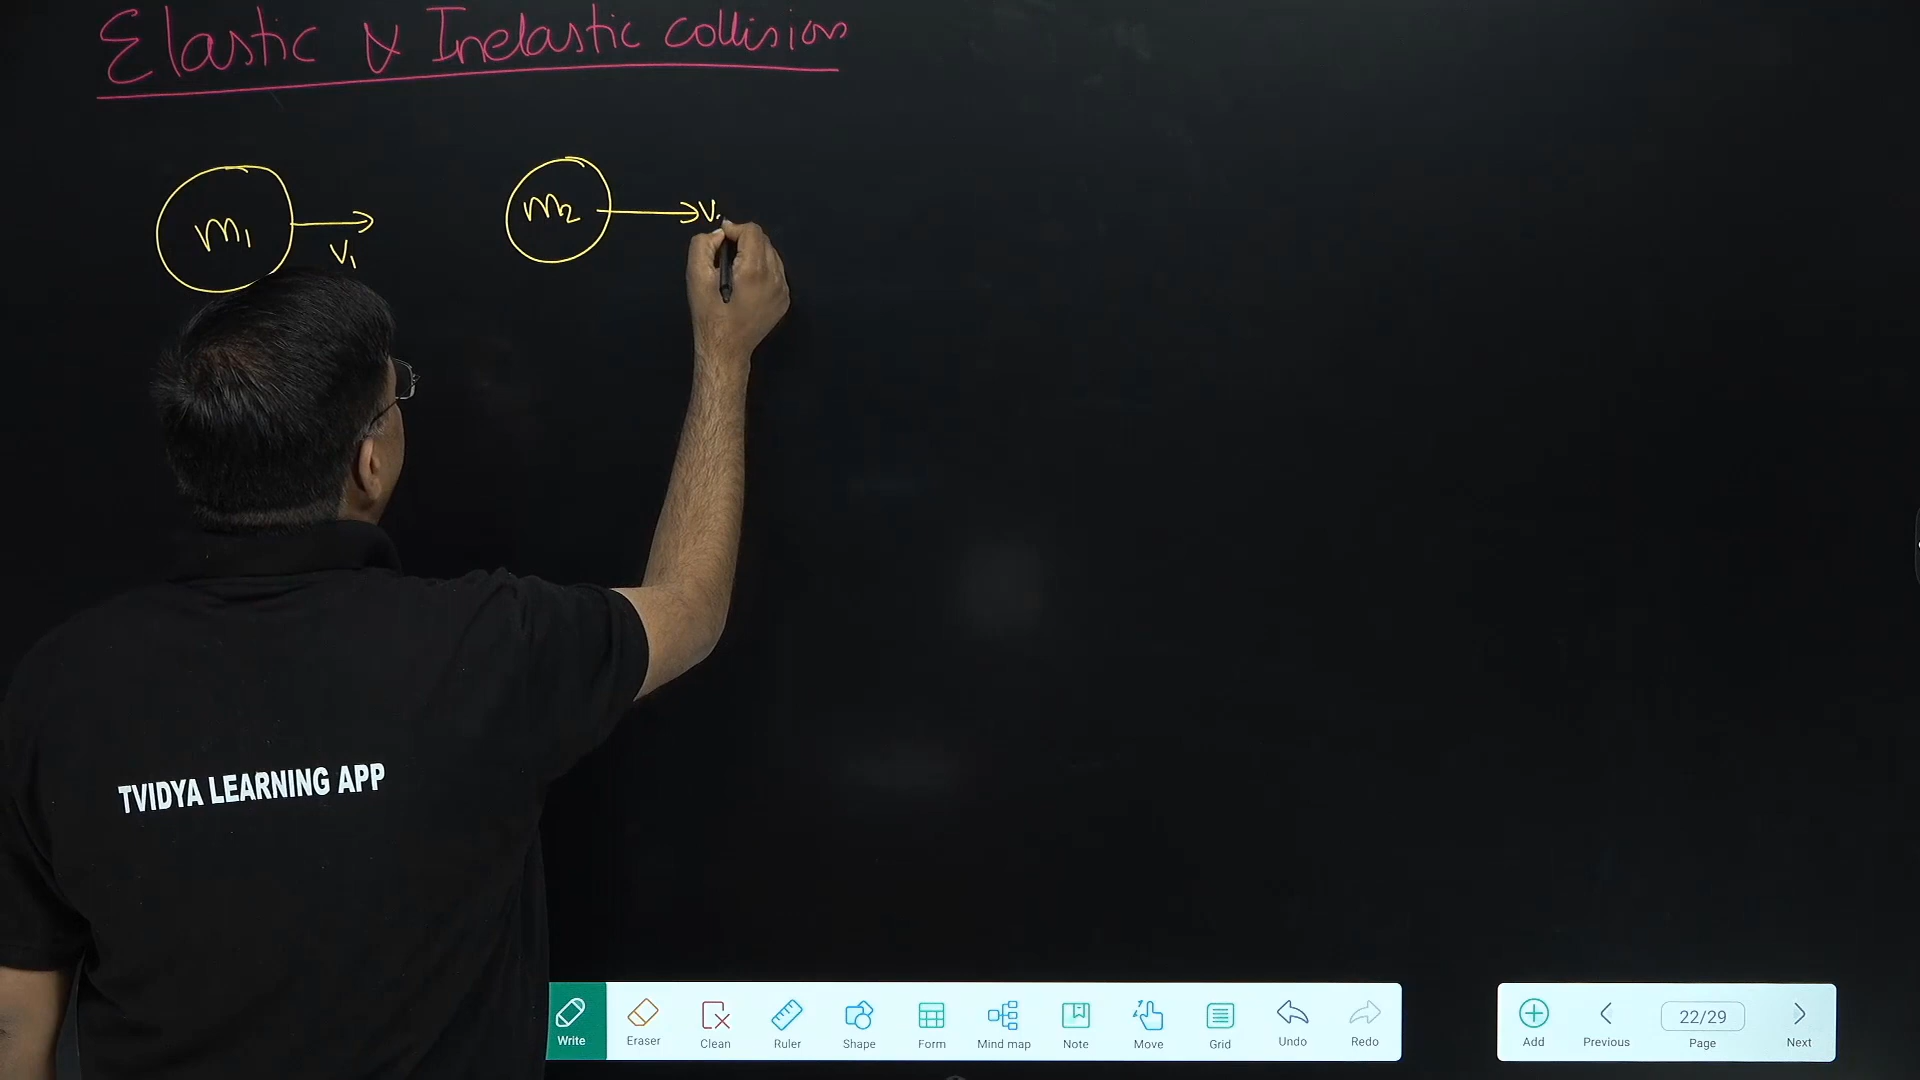 Elastic & Inelastic collision
m1
v1
m2
v
TVIDYA LEARNING APP
Write
Eraser
Clean
Ruler
Shape
Form
Mind map
Note
Move
Grid
Undo
Redo
Add
Previous
22/29
Page
Next